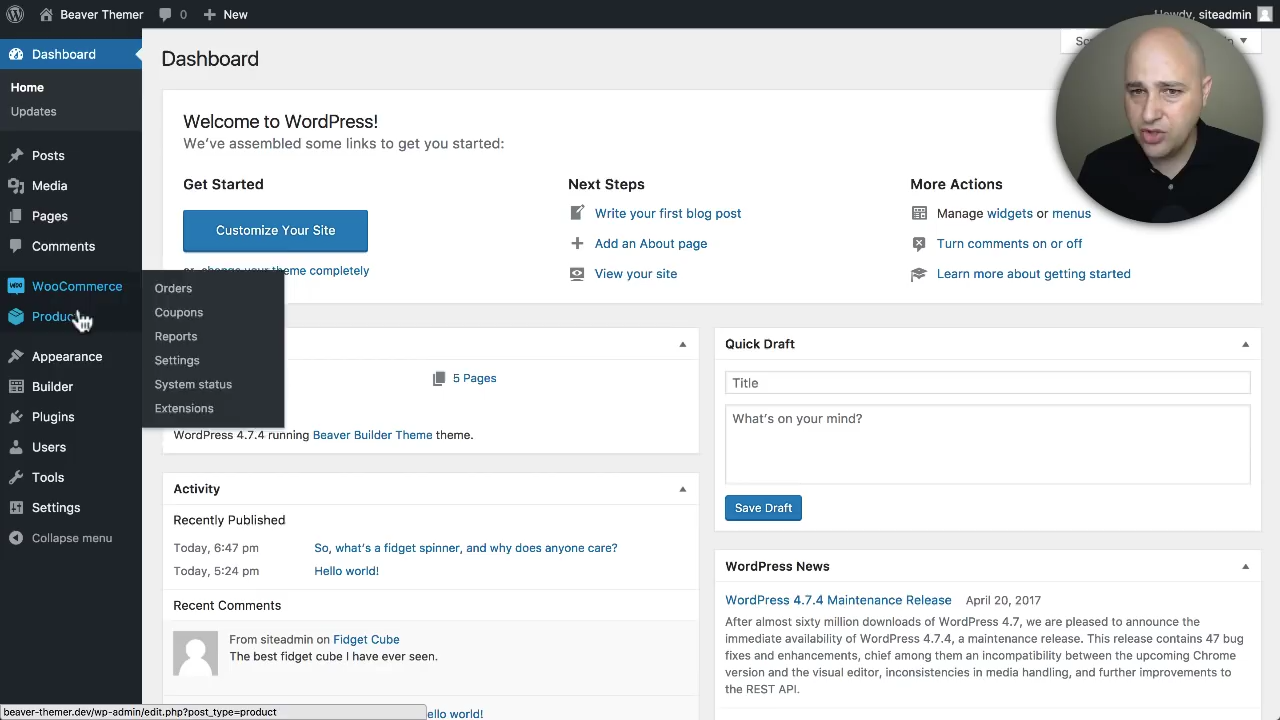 Beaver Themer
0
New
Howdy, siteadmin
Dashboard
Home
Updates
Posts
Media
Pages
Comments
WooCommerce
Orders
Coupons
Reports
Settings
System status
Extensions
Appearance
Builder
Plugins
Users
Tools
Settings
Collapse menu
Dashboard
Welcome to WordPress!
We've assembled some links to get you started:
Get Started
Customize Your Site
or, change your theme completely
Next Steps
Write your first blog post
Add an About page
View your site
More Actions
Manage widgets or menus
Turn comments on or off
Learn more about getting started
5 Pages
WordPress 4.7.4 running Beaver Builder Theme theme.
Activity
Recently Published
Today, 6:47 pm So, what's a fidget spinner, and why does anyone care?
Today, 5:24 pm Hello world!
Recent Comments
From siteadmin on Fidget Cube
The best fidget cube I have ever seen.
ello world!
Quick Draft
Title
What's on your mind?
Save Draft
WordPress News
WordPress 4.7.4 Maintenance Release April 20, 2017
After almost sixty million downloads of WordPress 4.7, we are pleased to announce the
immediate availability of WordPress 4.7.4, a maintenance release. This release contains 47 bug
fixes and enhancements, chief among them an incompatibility between the upcoming Chrome
version and the visual editor, inconsistencies in media handling, and further improvements to
the REST API.
beaver-themer.dev/wp-admin/edit.php?post_type=product